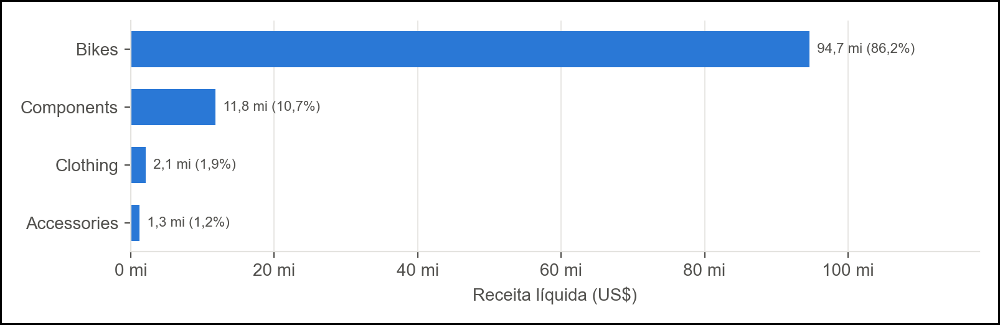 Bikes
94,7 mi (86,2%)
Components
11,8 mi (10,7%)
Clothing
2,1 mi (1,9%)
Accessories
1,3 mi (1,2%)
0 mi
20 mi
40 mi
60 mi
80 mi
100 mi
Receita líquida (US$)